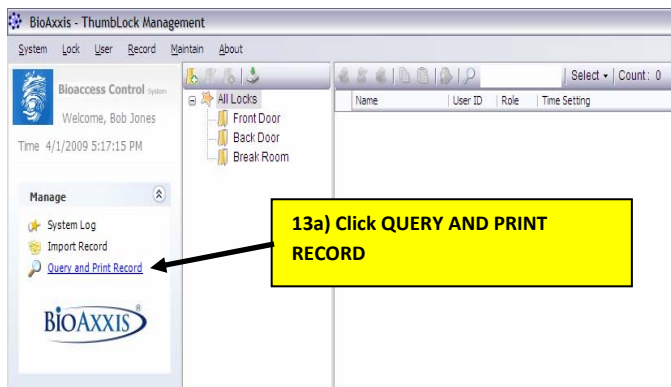 BioAxxis - ThumbLock Management
System Lock User Record Maintain About
Bioaccess Control System
Welcome, Bob Jones
Time 4/1/2009 5:17:15 PM
Manage
System Log
Import Record
Query and Print Record
BIOAXXIS®
All Locks
Front Door
Back Door
Break Room
Select Count: 0
Name User ID Role Time Setting
13a) Click QUERY AND PRINT
RECORD